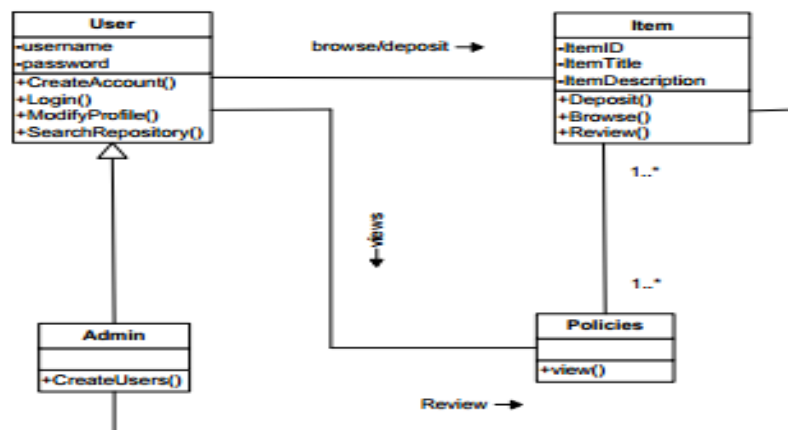 User
-username
-password
+CreateAccount()
+Login()
+ModifyProfile()
+SearchRepository()
browse/deposit
Item
-ItemID
-ItemTitle
-ItemDescription
+Deposit()
+Browse()
+Review()
1..*
views
1..*
Admin
+CreateUsers()
Policies
+view()
Review